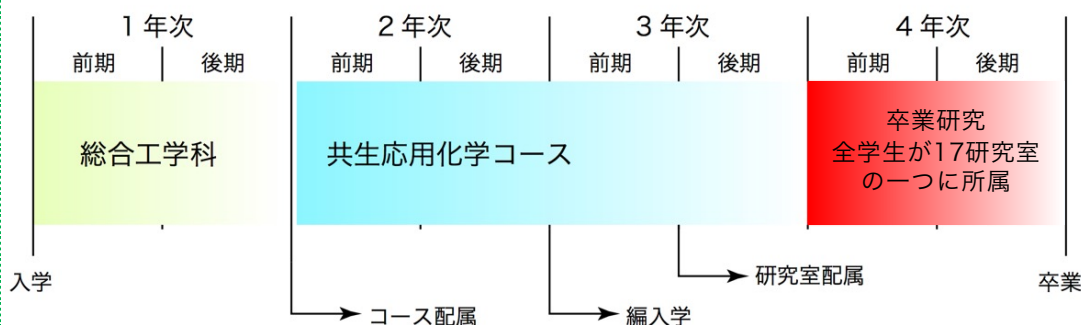 1 年次
2 年次
3 年次
4 年次
前期
後期
前期
後期
前期
後期
前期
後期
総合工学科
共生応用化学コース
卒業研究
全学生が17研究室
の一つに所属
入学
コース配属
編入学
研究室配属
卒業